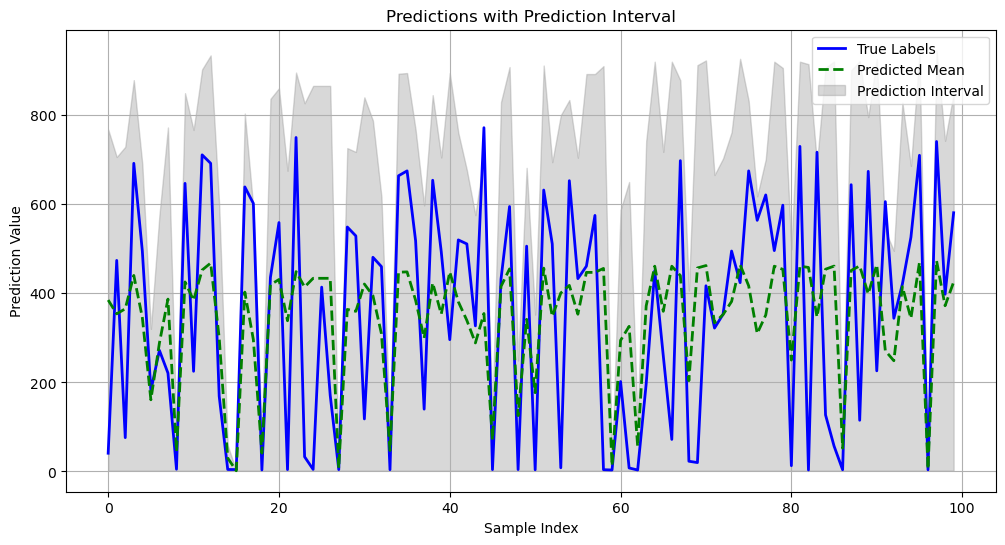 Predictions with Prediction Interval
True Labels
Predicted Mean
Prediction Interval
Prediction Value
800
600
400
200
0
0 20 40 60 80 100
Sample Index